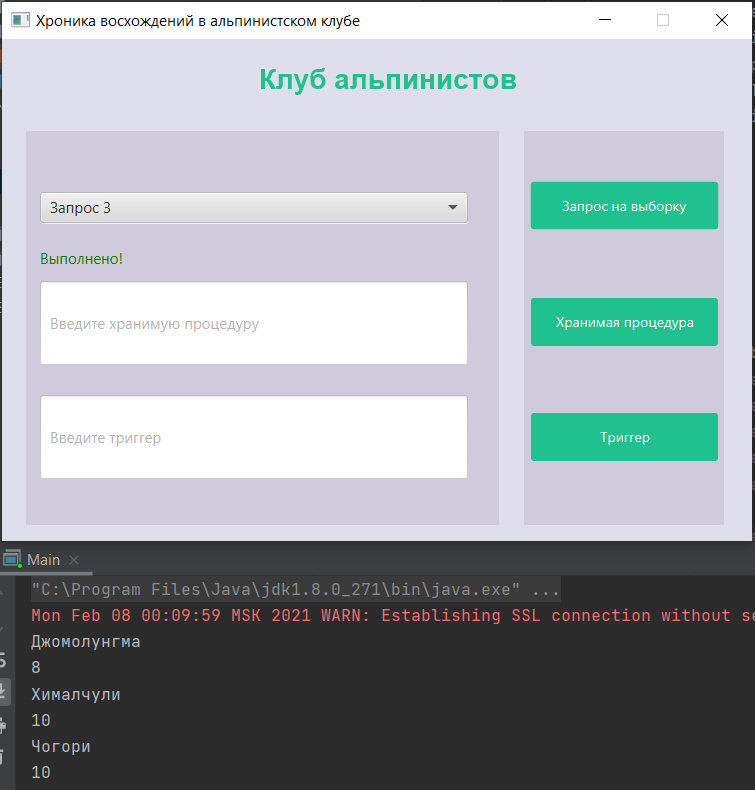 Хроника восхождений в альпинистском клубе
Клуб альпинистов
Запрос 3
Выполнено!
Введите хранимую процедуру
Введите триггер
Запрос на выборку
Хранимая процедура
Триггер
Main
"C:\Program Files\Java\jdk1.8.0_271\bin\java.exe" ...
Mon Feb 08 00:09:59 MSK 2021 WARN: Establishing SSL connection without
Джомолунгма
8
Хималчули
10
Чогори
10